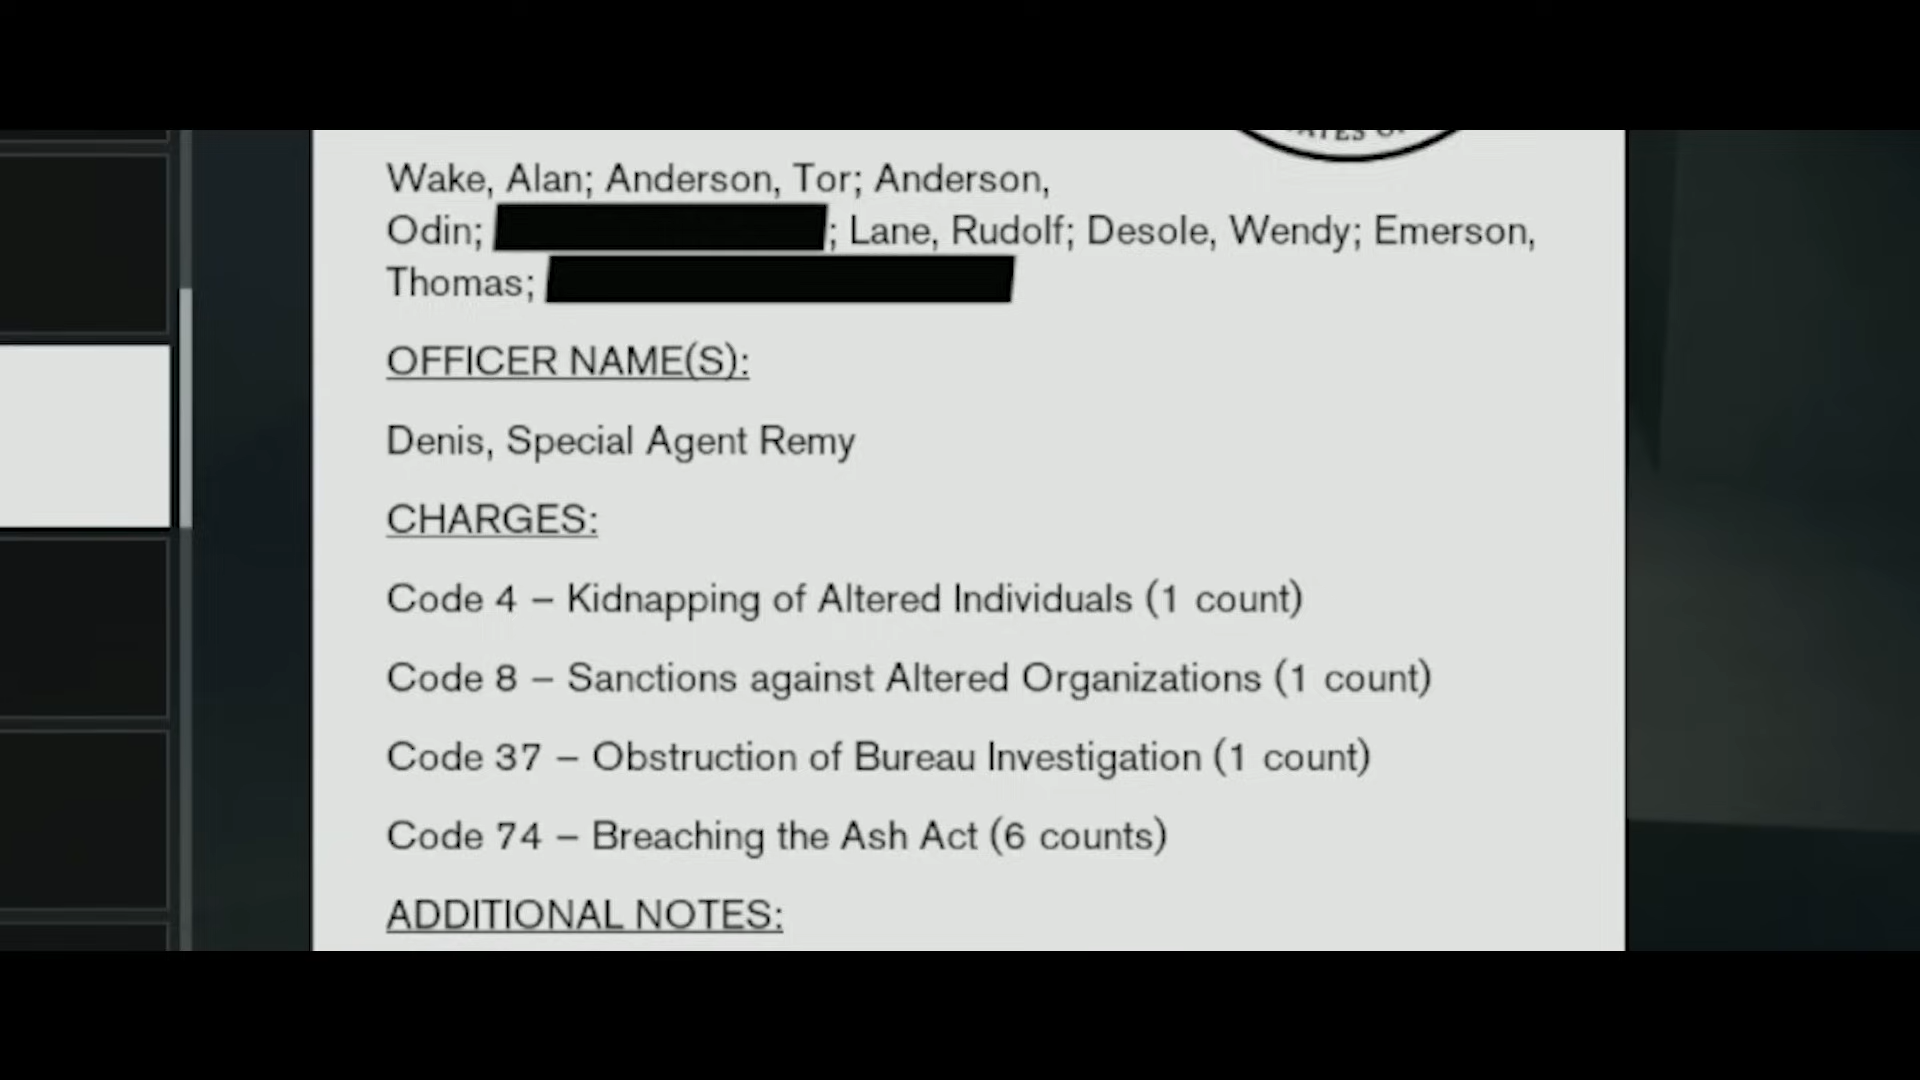 Wake, Alan; Anderson, Tor; Anderson,
Odin; ; Lane, Rudolf; Desole, Wendy; Emerson,
Thomas;
OFFICER NAME(S):
Denis, Special Agent Remy
CHARGES:
Code 4 – Kidnapping of Altered Individuals (1 count)
Code 8 – Sanctions against Altered Organizations (1 count)
Code 37 – Obstruction of Bureau Investigation (1 count)
Code 74 – Breaching the Ash Act (6 counts)
ADDITIONAL NOTES: